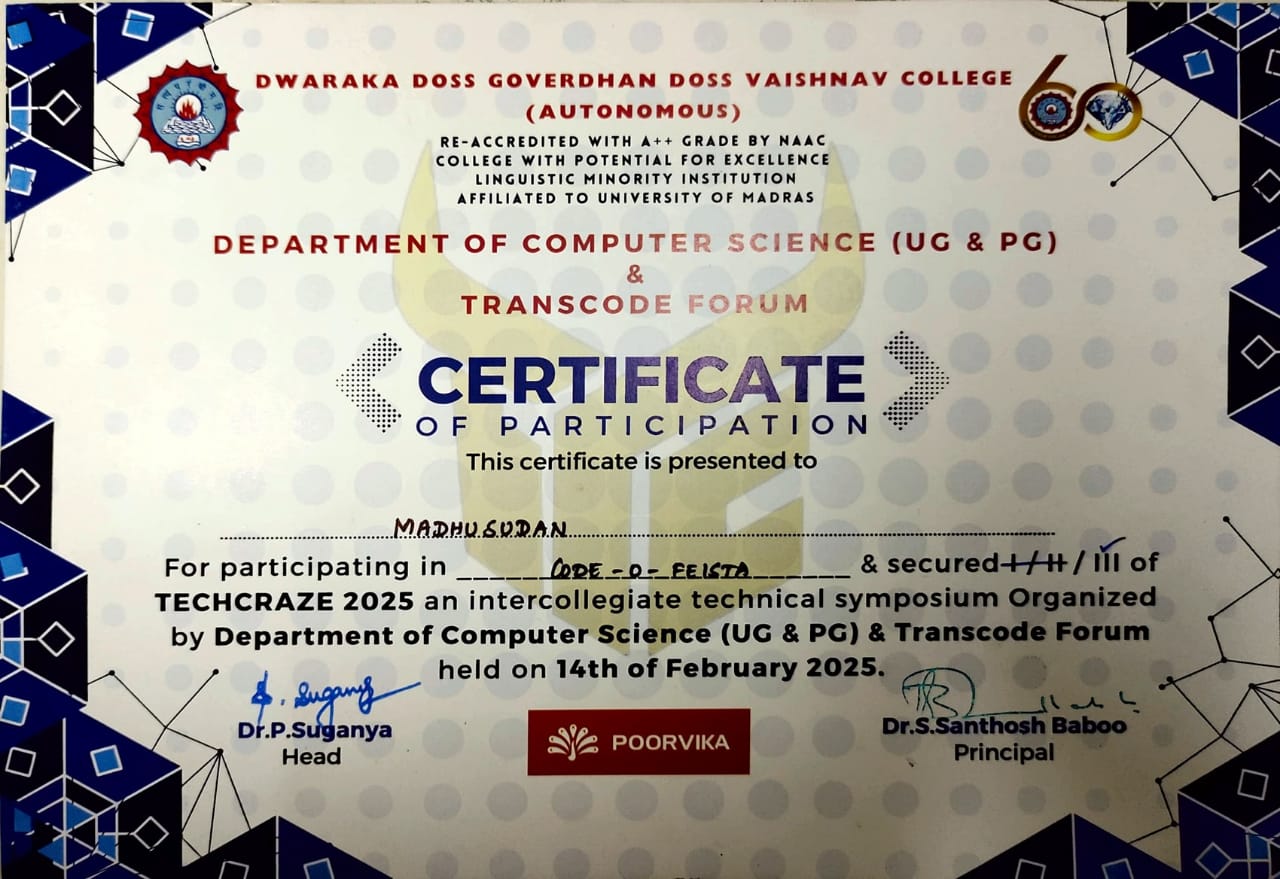 DWARAKA DOSS GOVERDHAN DOSS VAISHNAV COLLEGE
(AUTONOMOUS)
60
RE-ACCREDITED WITH A++ GRADE BY NAAC
COLLEGE WITH POTENTIAL FOR EXCELLENCE
LINGUISTIC MINORITY INSTITUTION
AFFILIATED TO UNIVERSITY OF MADRAS
DEPARTMENT OF COMPUTER SCIENCE (UG & PG)
&
TRANSCODE FORUM
CERTIFICATE
OF PARTICIPATION
This certificate is presented to
MADHUSUDAN
For participating in CODE-O-FEISTA & secured I/II/III of
TECHCRAZE 2025 an intercollegiate technical symposium Organized
by Department of Computer Science (UG & PG) & Transcode Forum
held on 14th of February 2025.
P. Suganya
Dr.P.Suganya
Head
POORVIKA
Dr.S.Santhosh Baboo
Principal